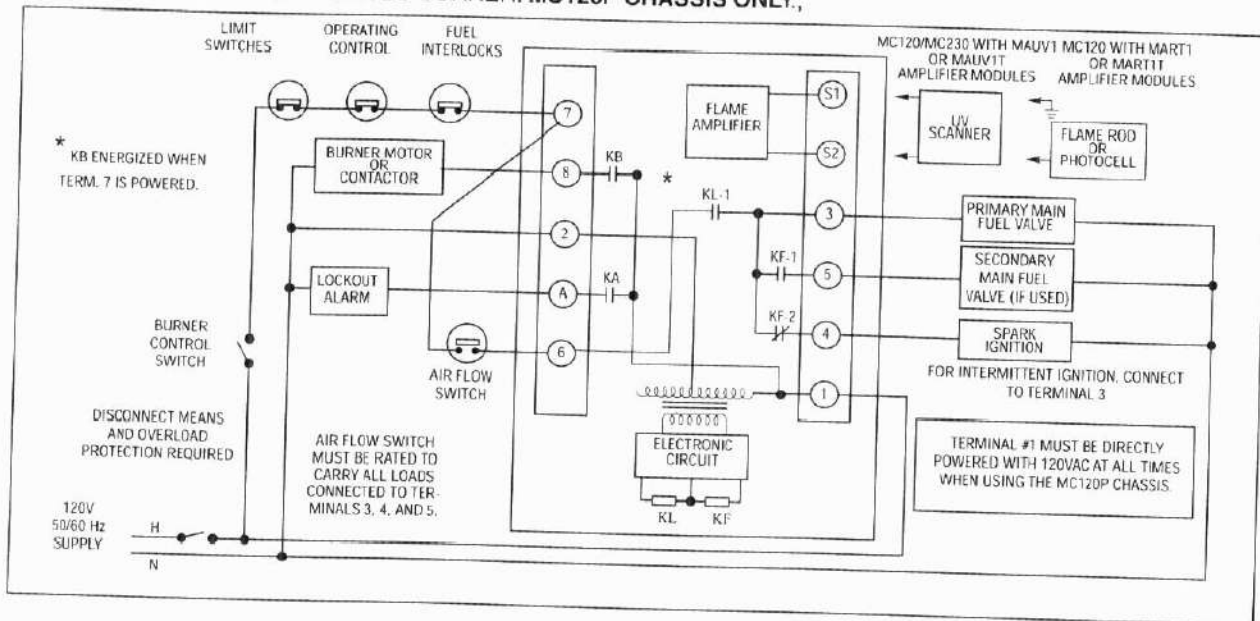 MC120P CHASSIS ONLY.,
LIMIT
SWITCHES
OPERATING
CONTROL
FUEL
INTERLOCKS
MC120/MC230 WITH MAUV1
OR MAUV1T
AMPLIFIER MODULES
MC120 WITH MART1
OR MART1T
AMPLIFIER MODULES
* KB ENERGIZED WHEN
TERM. 7 IS POWERED.
7
BURNER MOTOR
OR
CONTACTOR
8
KB
*
2
LOCKOUT
ALARM
A
KA
6
AIR FLOW
SWITCH
FLAME
AMPLIFIER
S1
S2
UV
SCANNER
FLAME ROD
OR
PHOTOCELL
KL-1
3
PRIMARY MAIN
FUEL VALVE
KF-1
5
SECONDARY
MAIN FUEL
VALVE (IF USED)
KF-2
4
SPARK
IGNITION
FOR INTERMITTENT IGNITION, CONNECT
TO TERMINAL 3
1
BURNER
CONTROL
SWITCH
DISCONNECT MEANS
AND OVERLOAD
PROTECTION REQUIRED
AIR FLOW SWITCH
MUST BE RATED TO
CARRY ALL LOADS
CONNECTED TO TER-
MINALS 3, 4, AND 5.
ELECTRONIC
CIRCUIT
KL
KF
TERMINAL #1 MUST BE DIRECTLY
POWERED WITH 120VAC AT ALL TIMES
WHEN USING THE MC120P CHASSIS.
120V
50/60 Hz
SUPPLY
H
N